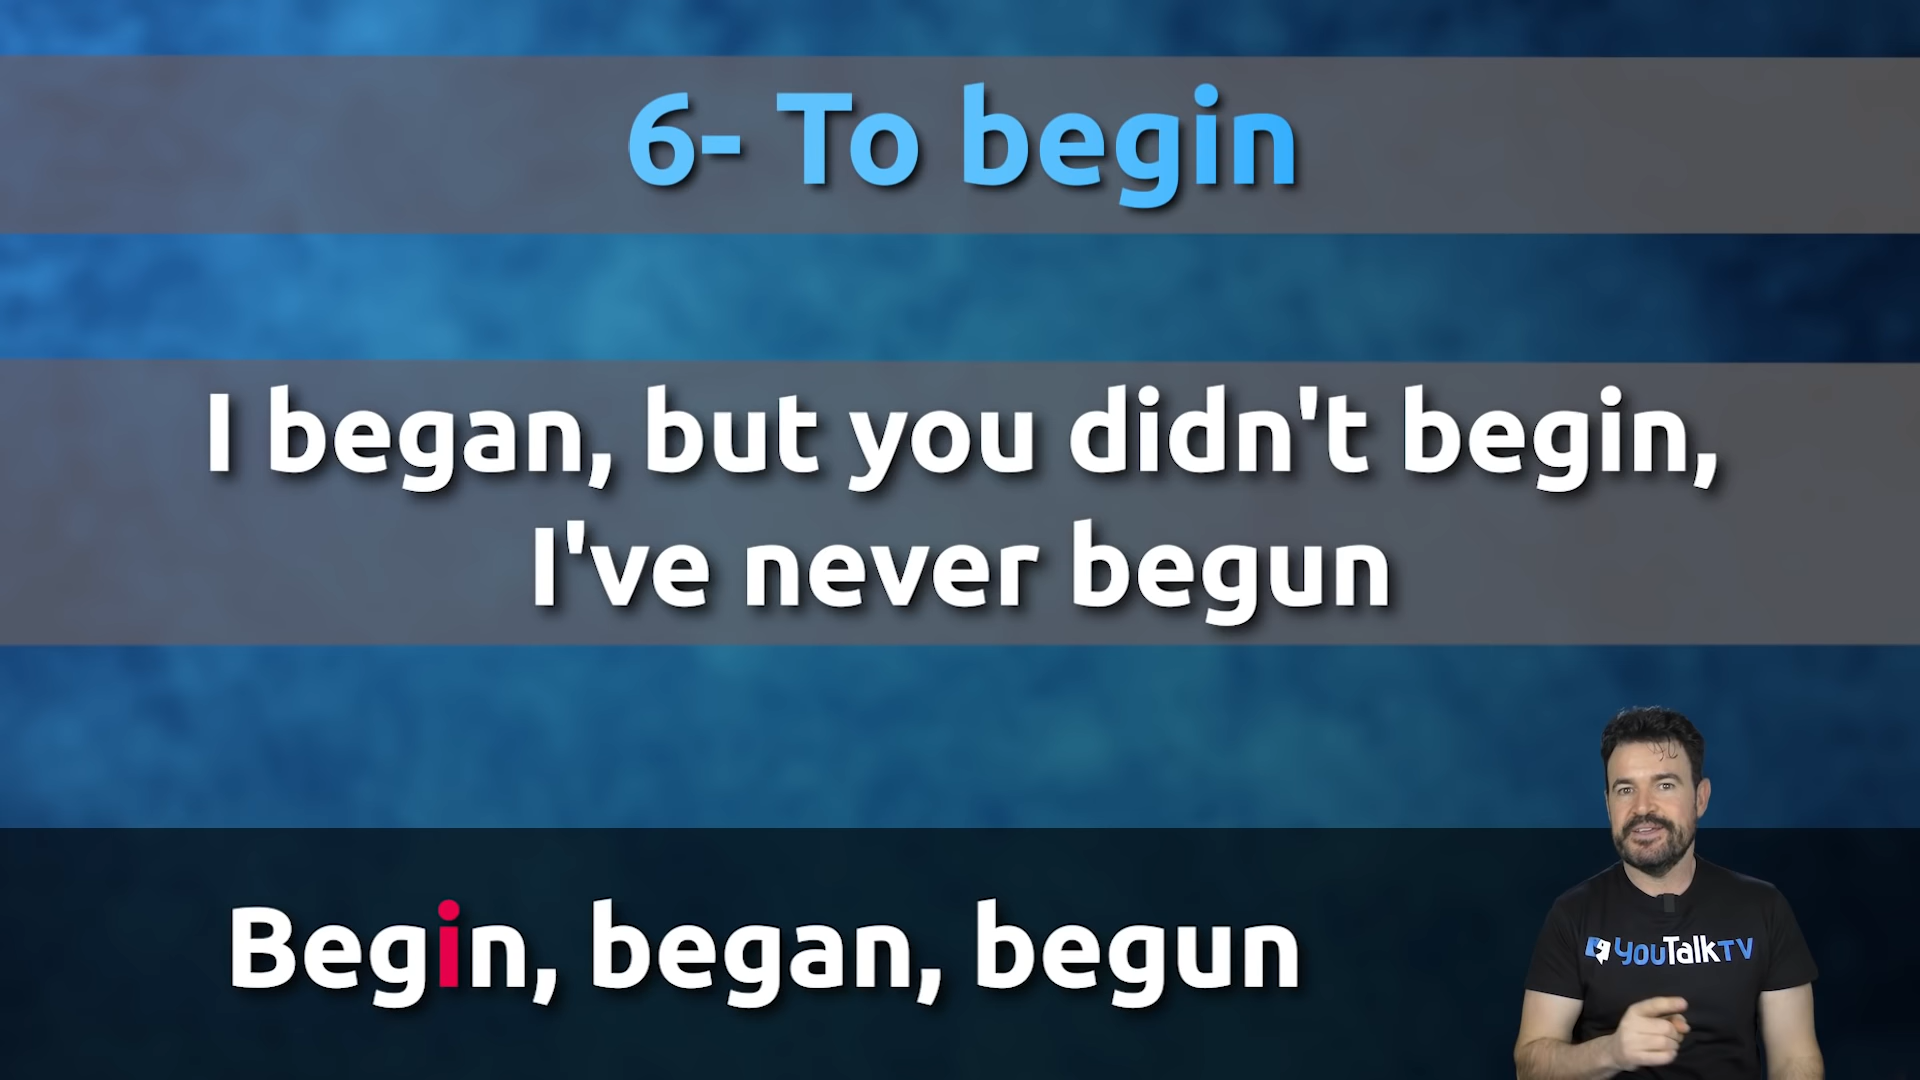 6- To begin
I began, but you didn't begin,
I've never begun
Begin, began, begun
YouTalkTV